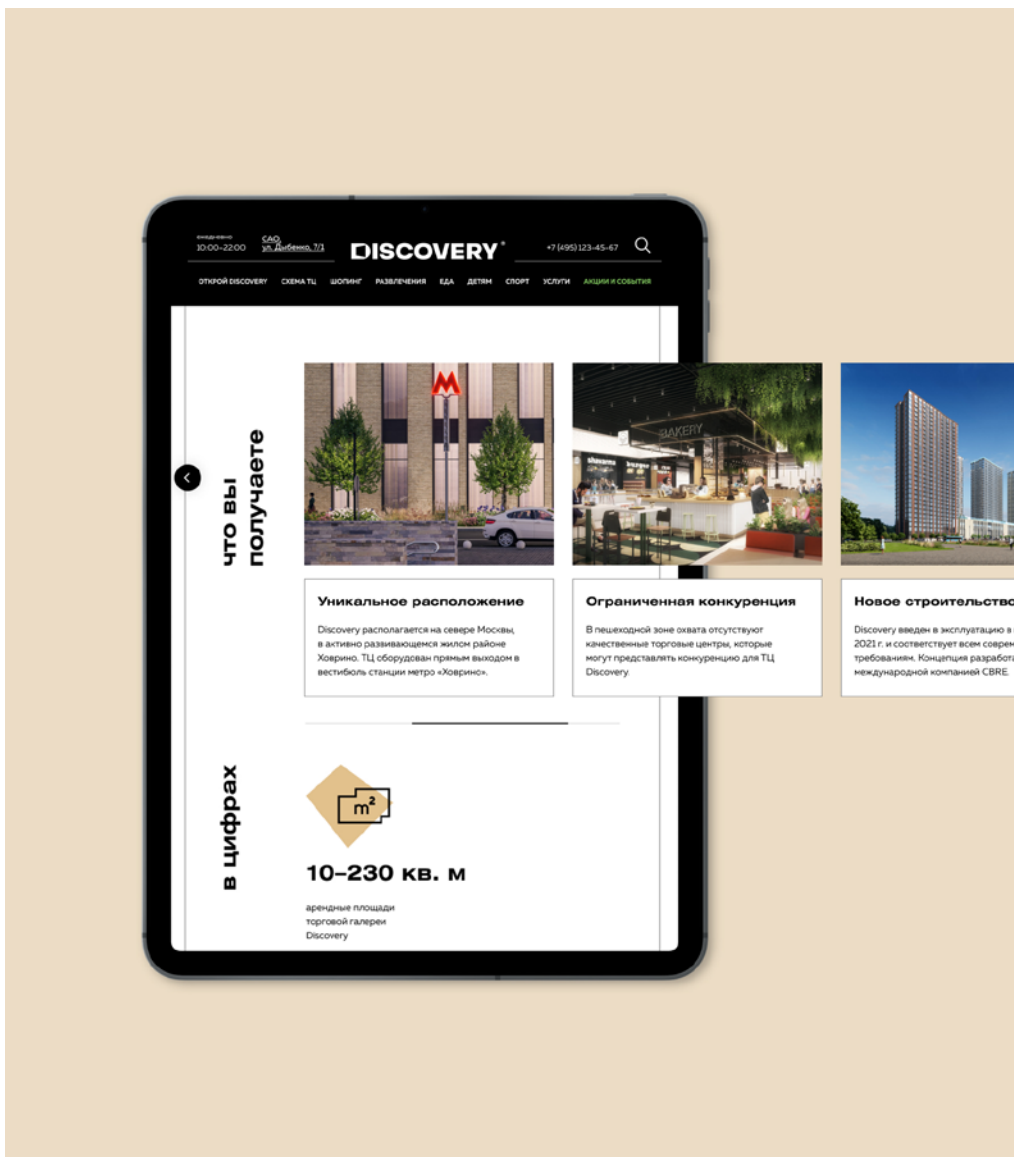 ежедневно
10:00–22:00
САО,
ул. Дыбенко, 7/1
DISCOVERY®
+7 (495) 123-45-67
ОТКРОЙ DISCOVERY СХЕМА ТЦ ШОПИНГ РАЗВЛЕЧЕНИЯ ЕДА ДЕТЯМ СПОРТ УСЛУГИ АКЦИИ И СОБЫТИЯ
что вы
получаете
М
BAKERY
shawarma
Уникальное расположение
Discovery располагается на севере Москвы,
в активно развивающемся жилом районе
Ховрино. ТЦ сборудован прямым выходом в
вестибюль станции метро «Ховрино».
Ограниченная конкуренция
В пешеходной зоне охвата отсутствуют
качественные торговые центры, которые
могут представлять конкуренцию для ТЦ
Discovery.
Новое строительство
Discovery введен в эксплуатацию в
2021 г. и соответствует всем соврем
требованиям. Концепция разработа
международной компанией CBRE.
в цифрах
m²
10–230 кв. м
арендные площади
торговой галереи
Discovery